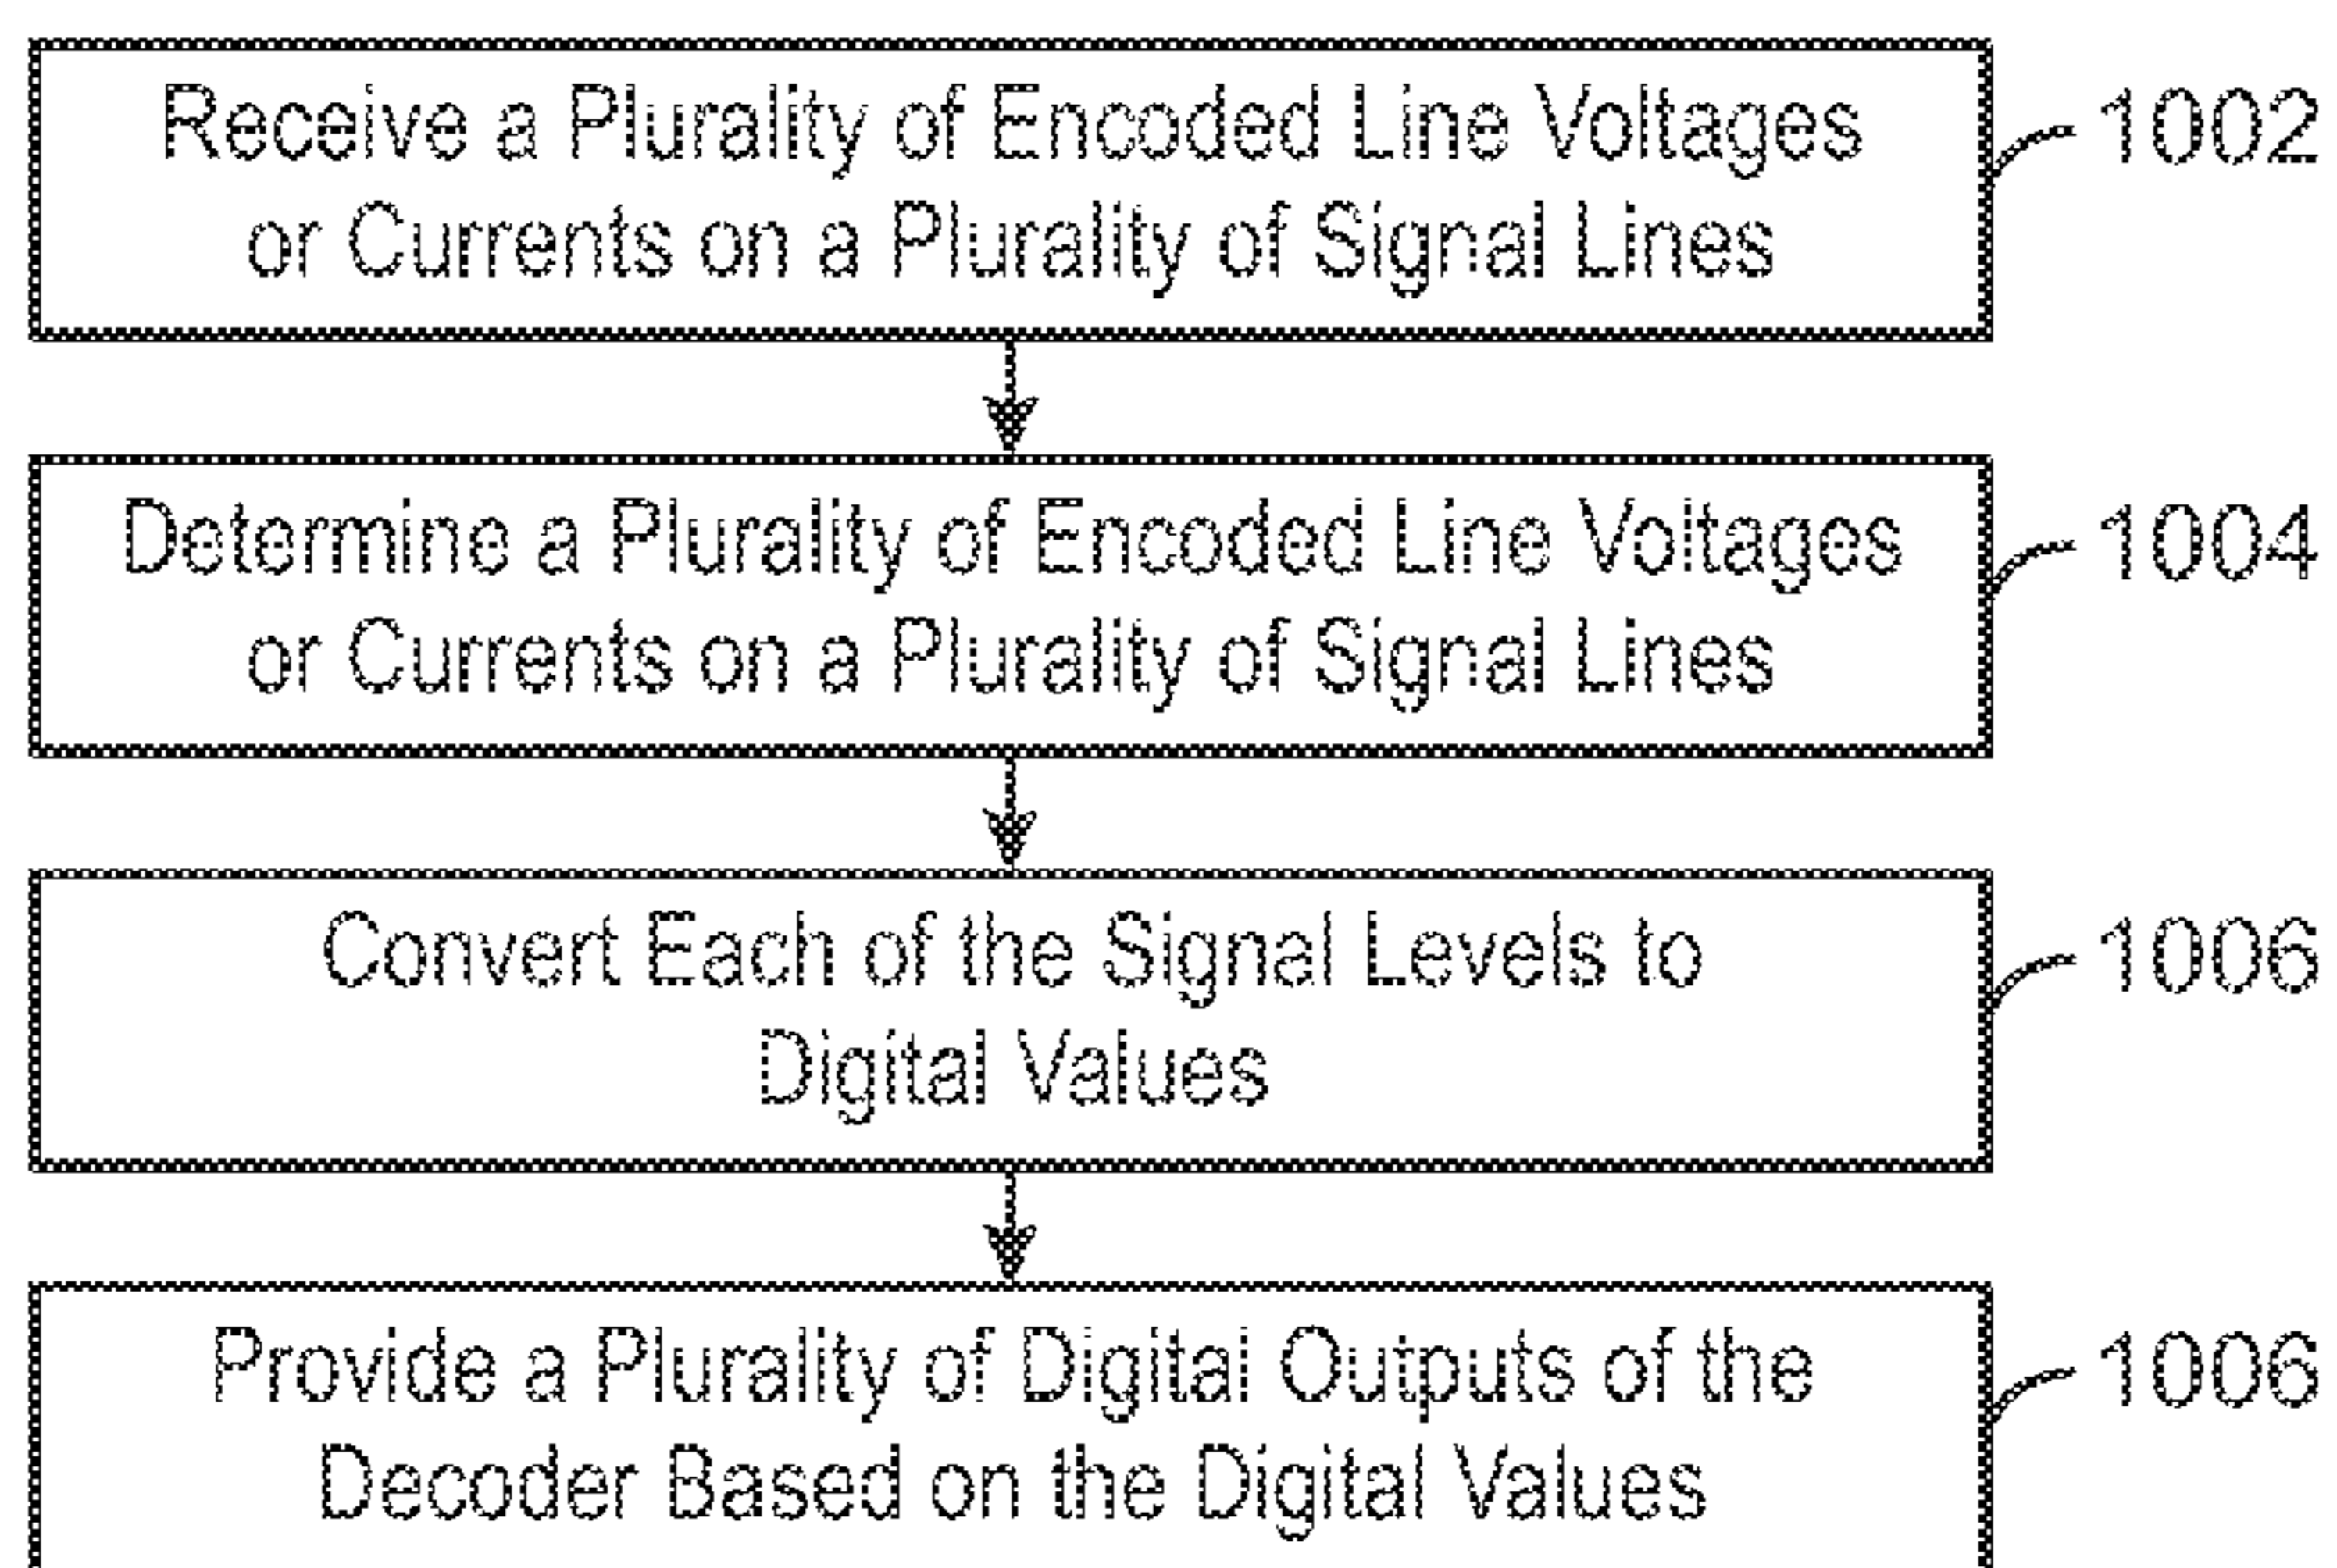 Receive a Plurality of Encoded Line Voltages
or Currents on a Plurality of Signal Lines
1002
Determine a Plurality of Encoded Line Voltages
or Currents on a Plurality of Signal Lines
1004
Convert Each of the Signal Levels to
Digital Values
1006
Provide a Plurality of Digital Outputs of the
Decoder Based on the Digital Values
1006